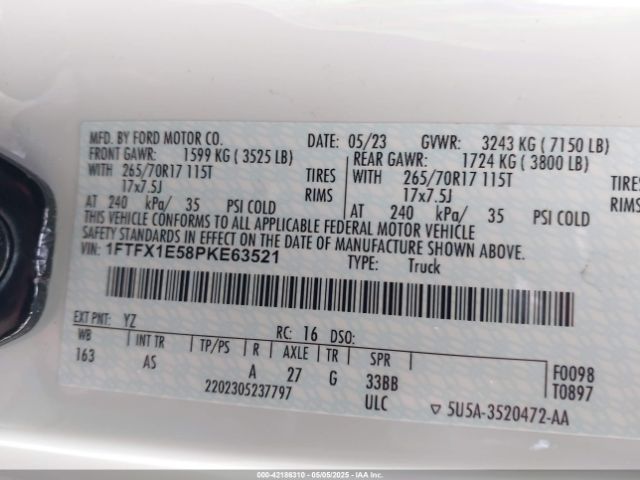 MFD. BY FORD MOTOR CO. DATE: 05/23 GVWR: 3243 KG ( 7150 LB)
FRONT GAWR: 1599 KG ( 3525 LB) REAR GAWR: 1724 KG ( 3800 LB)
WITH 265/70R17 115T TIRES WITH 265/70R17 115T
17x7.5J RIMS 17x7.5J TIRES RIMS
AT 240 kPa/ 35 PSI COLD AT 240 kPa/ 35 PSI COLD
THIS VEHICLE CONFORMS TO ALL APPLICABLE FEDERAL MOTOR VEHICLE
SAFETY STANDARDS IN EFFECT ON THE DATE OF MANUFACTURE SHOWN ABOVE.
VIN: 1FTFX1E58PKE63521 TYPE: Truck
EXT PNT: YZ RC: 16 DSO:
WB INT TR TP/PS R AXLE TR SPR F0098
163 AS A 27 G 33BB T0897
2202305237797 ULC ▽ 5U5A-3520472-AA
000-42186310 - 05/05/2025 - IAAI.COM